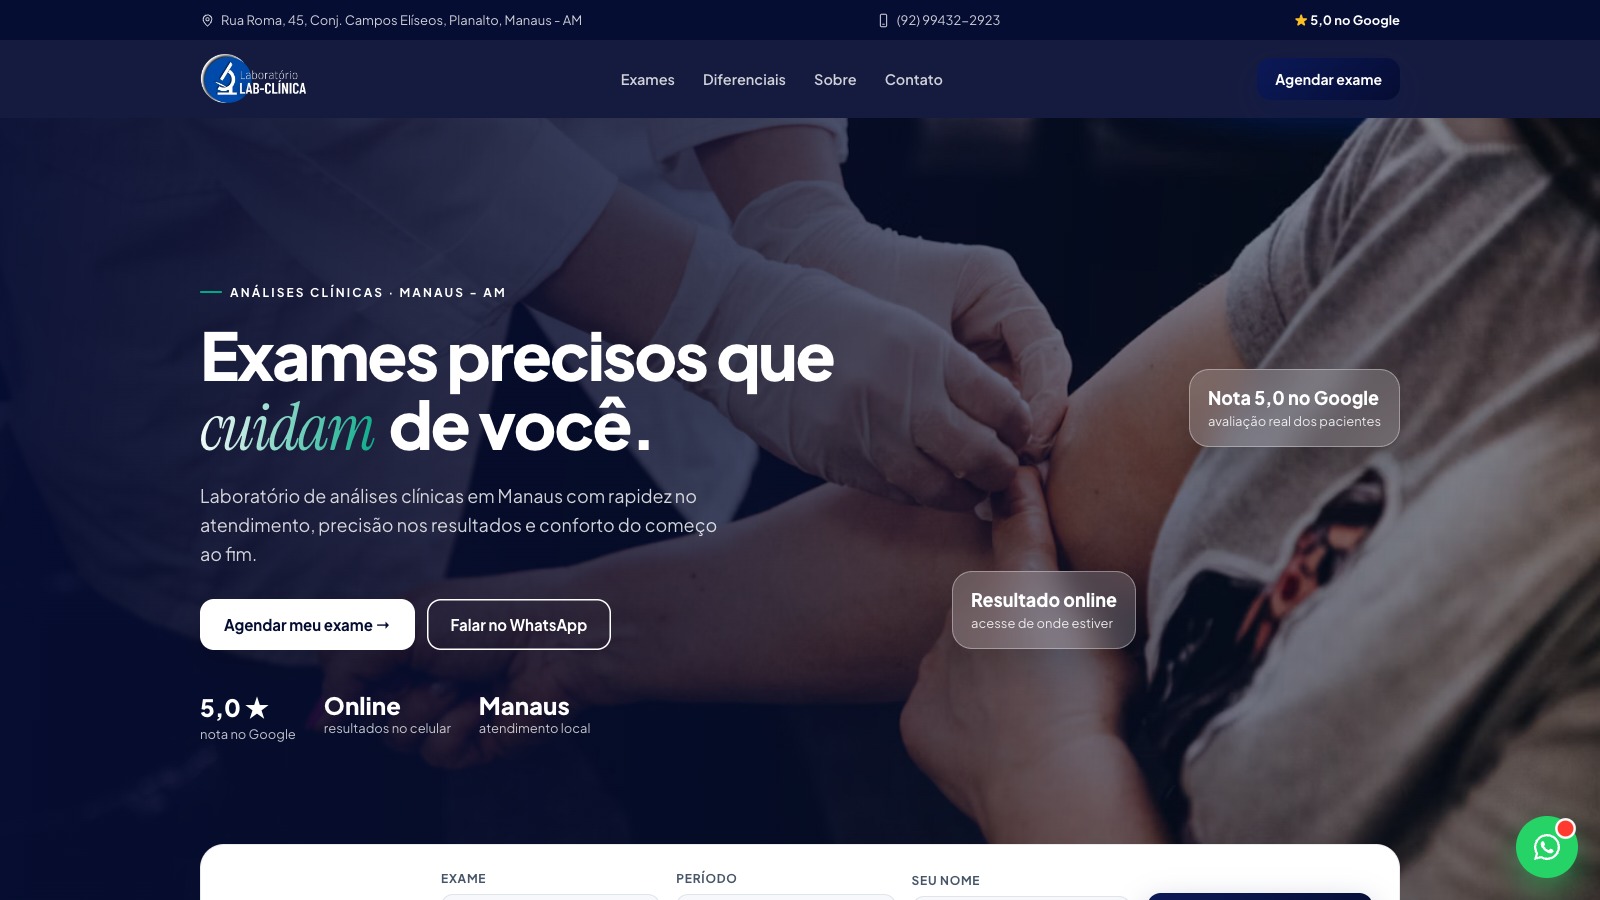 Rua Roma, 45, Conj. Campos Elíseos, Planalto, Manaus - AM
(92) 99432-2923
5,0 no Google
Laboratório
LAB-CLÍNICA
Exames
Diferenciais
Sobre
Contato
Agendar exame
ANÁLISES CLÍNICAS · MANAUS – AM
Exames precisos que
cuidam de você.
Laboratório de análises clínicas em Manaus com rapidez no
atendimento, precisão nos resultados e conforto do começo
ao fim.
Agendar meu exame →
Falar no WhatsApp
5,0 ★
nota no Google
Online
resultados no celular
Manaus
atendimento local
Nota 5,0 no Google
avaliação real dos pacientes
Resultado online
acesse de onde estiver
EXAME
PERÍODO
SEU NOME